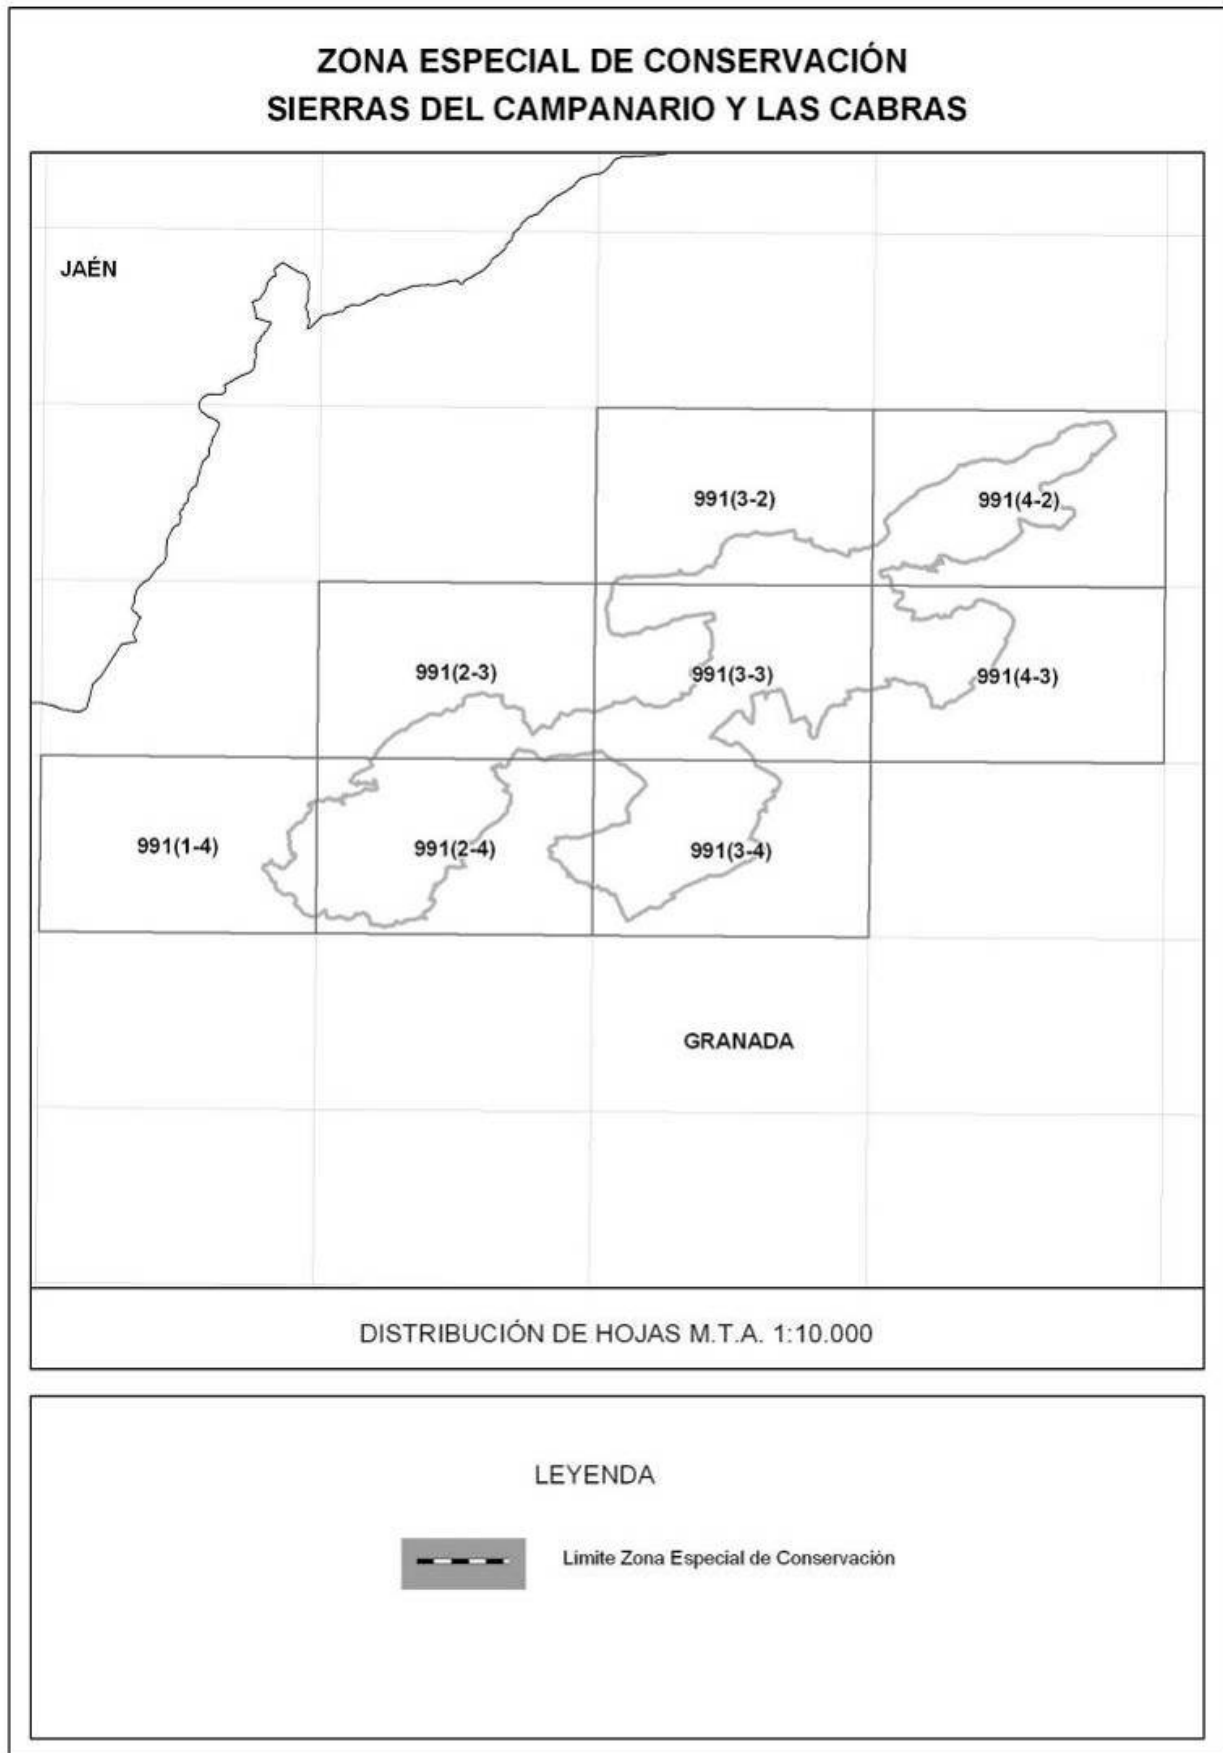 ZONA ESPECIAL DE CONSERVACIÓN
SIERRAS DEL CAMPANARIO Y LAS CABRAS
JAÉN
991(3-2)
991(4-2)
991(2-3)
991(3-3)
991(4-3)
991(1-4)
991(2-4)
991(3-4)
GRANADA
DISTRIBUCIÓN DE HOJAS M.T.A. 1:10.000
LEYENDA
Límite Zona Especial de Conservación